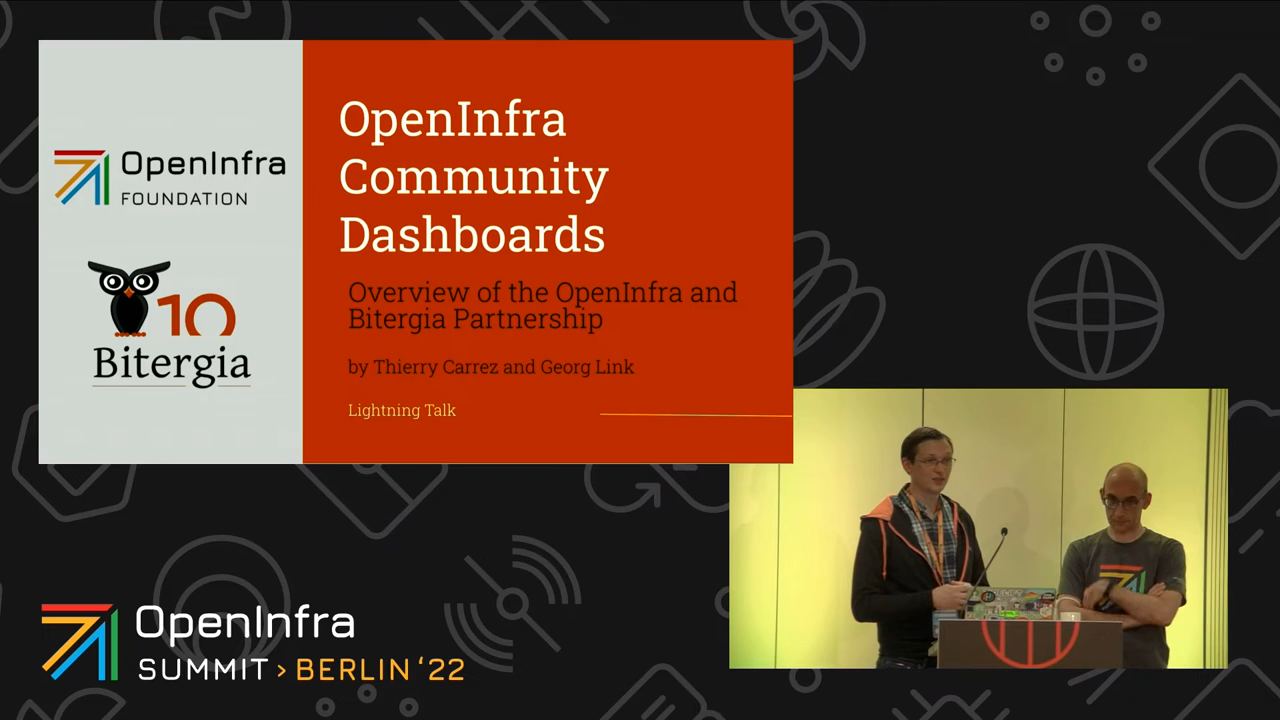 OpenInfra
FOUNDATION
10
Bitergia
OpenInfra
Community
Dashboards
Overview of the OpenInfra and
Bitergia Partnership
by Thierry Carrez and Georg Link
Lightning Talk
OpenInfra
SUMMIT > BERLIN ‘22